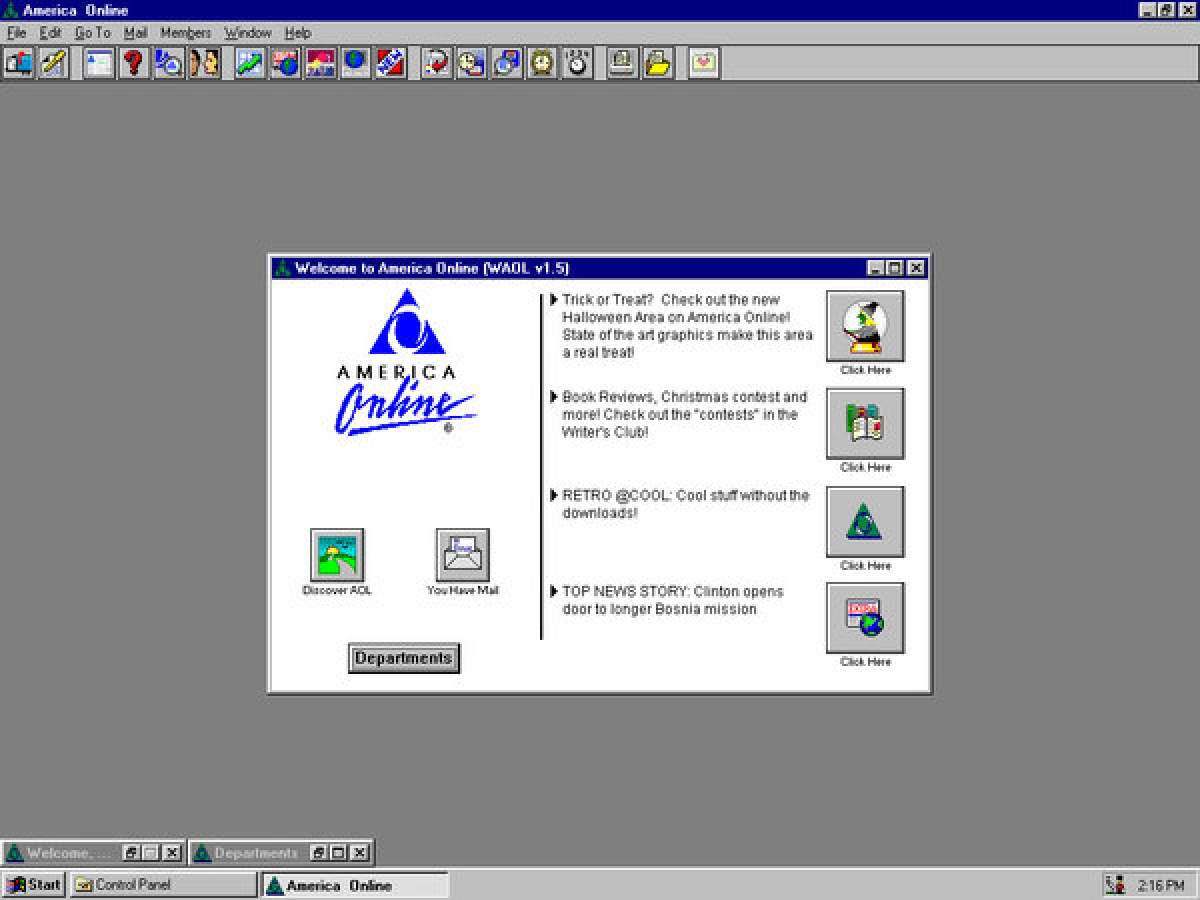 America Online
File Edit Go To Mail Members Window Help
Welcome to America Online (WAOL v1.5)
AMERICA
Online
®
Discover AOL
You Have Mail
Departments
Trick or Treat? Check out the new
Halloween Area on America Online!
State of the art graphics make this area
a real treat!
Click Here
Book Reviews, Christmas contest and
more! Check out the "contests" in the
Writer's Club!
Click Here
RETRO @COOL: Cool stuff without the
downloads!
Click Here
TOP NEWS STORY: Clinton opens
door to longer Bosnia mission
EXTRA
Click Here
Welcome, ...
Departments
Start
Control Panel
America Online
2:16 PM